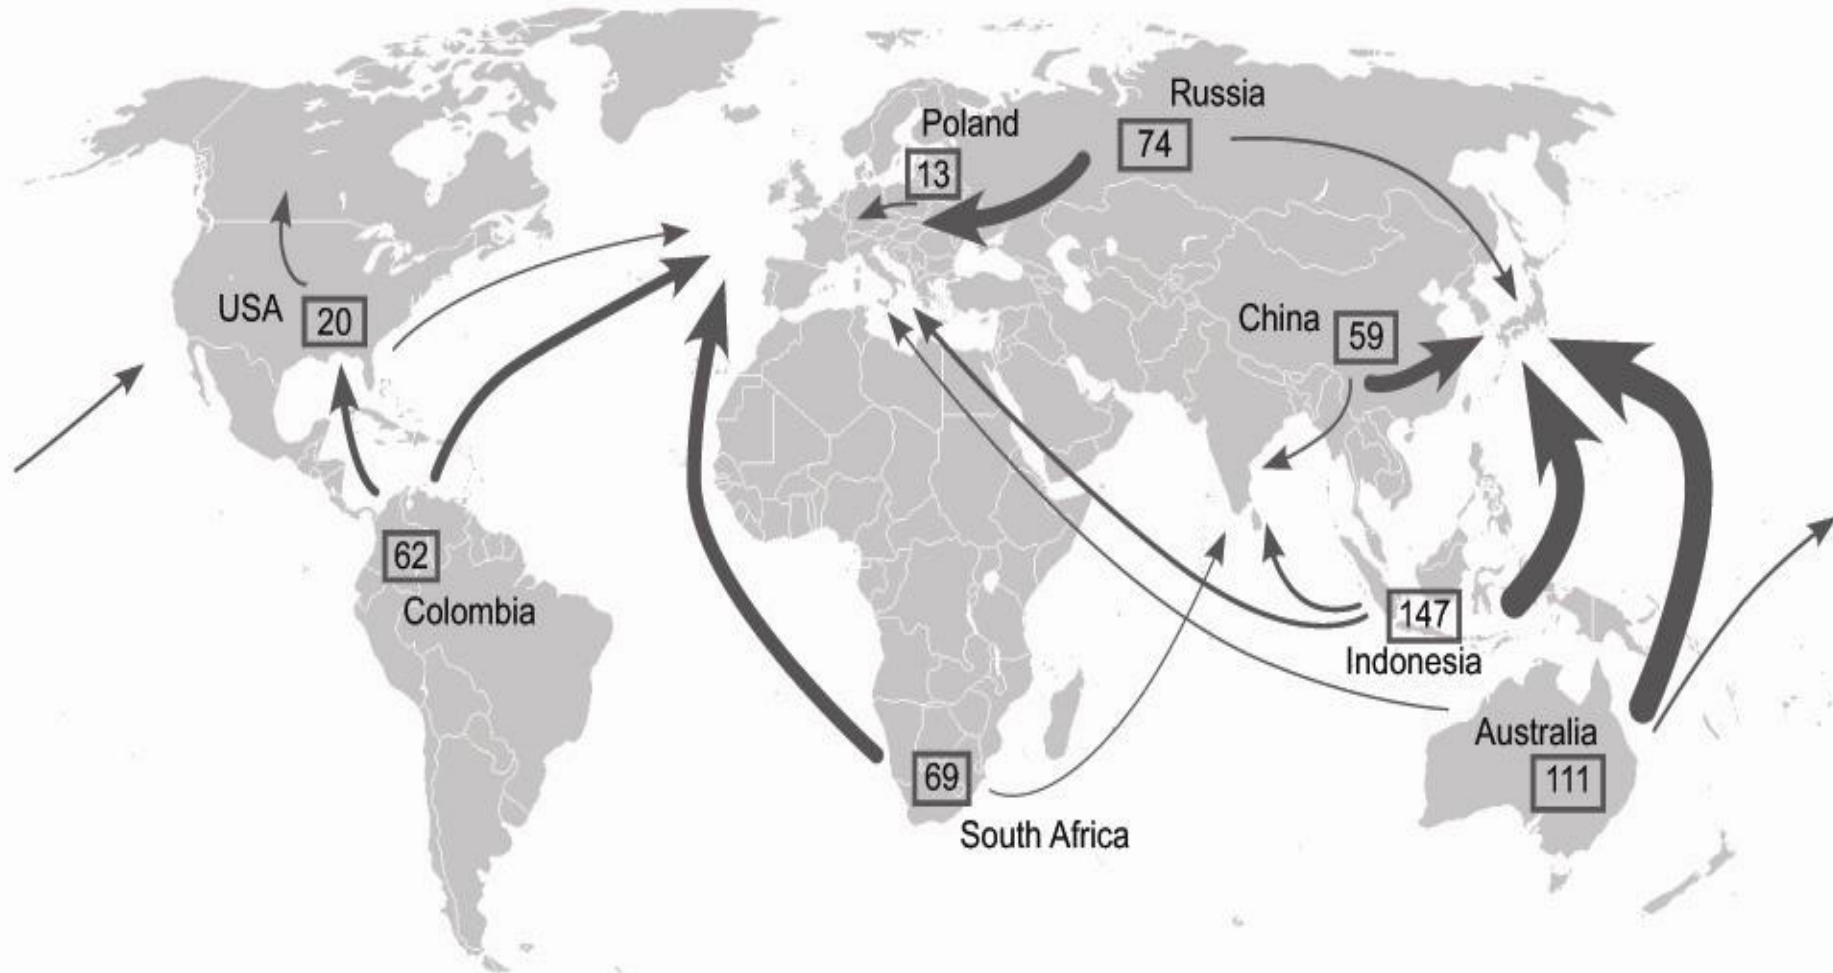 Russia
74
Poland
13
USA
20
China
59
62
Colombia
147
Indonesia
Australia
111
69
South Africa